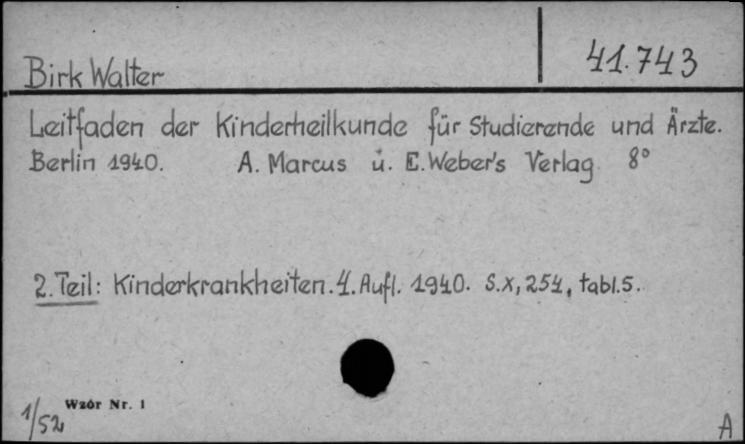 Birk Walter
41.743
Leitfaden der Kinderheilkunde für Studierende und Ärzte.
Berlin 1940. A. Marcus u. E. Weber's Verlag 8°
2. Teil: Kinderkrankheiten. 4. Aufl. 1940. S.X, 254, tabl. 5.
Wzór Nr. 1
1/52
A